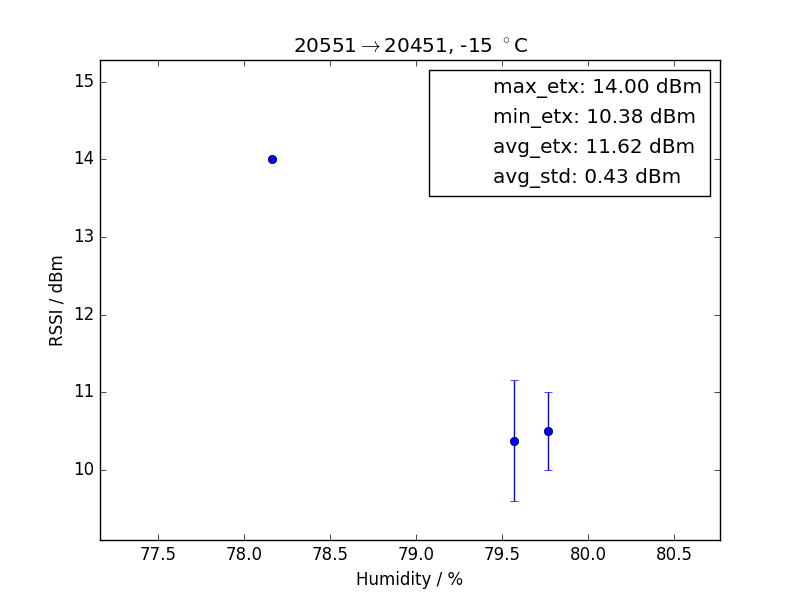 20551→20451, -15 °C
max_etx: 14.00 dBm
min_etx: 10.38 dBm
avg_etx: 11.62 dBm
avg_std: 0.43 dBm
15
14
13
12
11
10
RSSI / dBm
77.5 78.0 78.5 79.0 79.5 80.0 80.5
Humidity / %